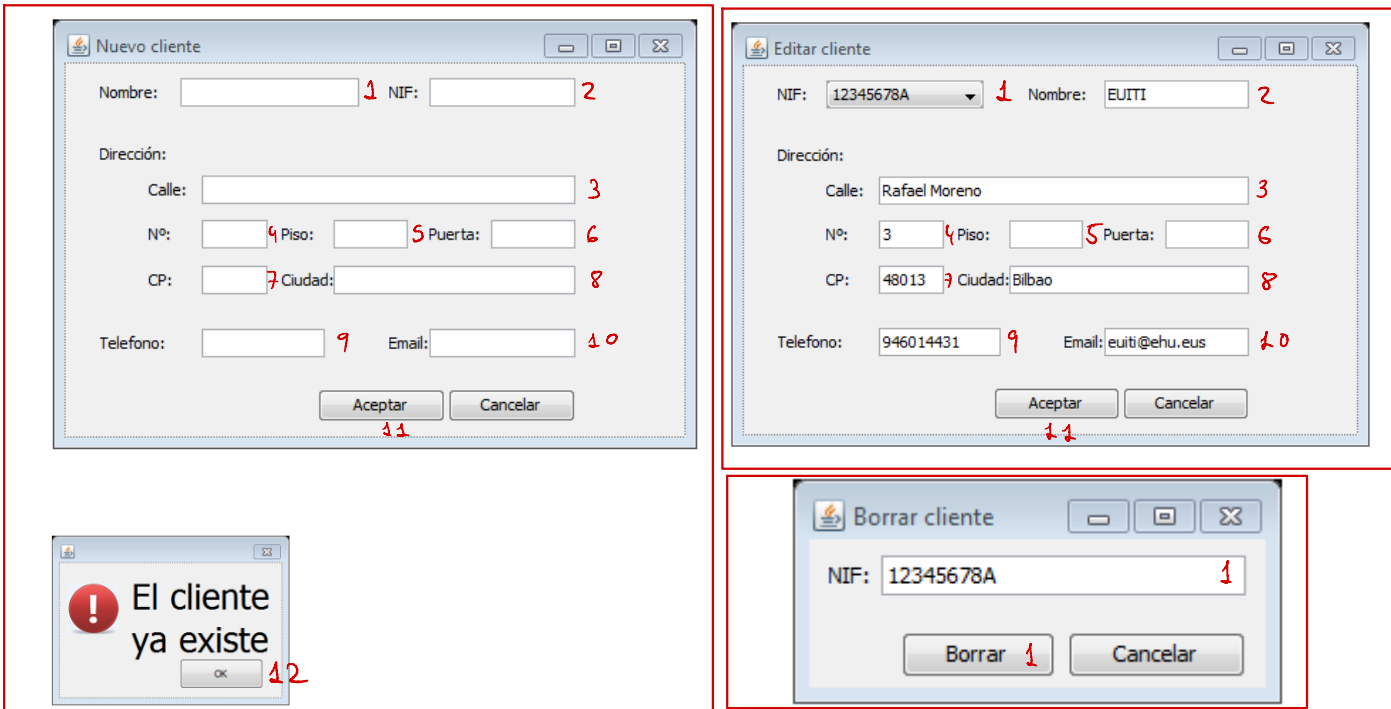 Nuevo cliente
Nombre: 1 NIF: 2
Dirección:
Calle: 3
Nº: 4 Piso: 5 Puerta: 6
CP: 7 Ciudad: 8
Telefono: 9 Email: 10
Aceptar Cancelar
11
El cliente
ya existe
OK 12
Editar cliente
NIF: 12345678A 1 Nombre: EUITI 2
Dirección:
Calle: Rafael Moreno 3
Nº: 3 4 Piso: 5 Puerta: 6
CP: 48013 7 Ciudad: Bilbao 8
Telefono: 946014431 9 Email: euiti@ehu.eus 10
Aceptar Cancelar
11
Borrar cliente
NIF: 12345678A 1
Borrar 1 Cancelar